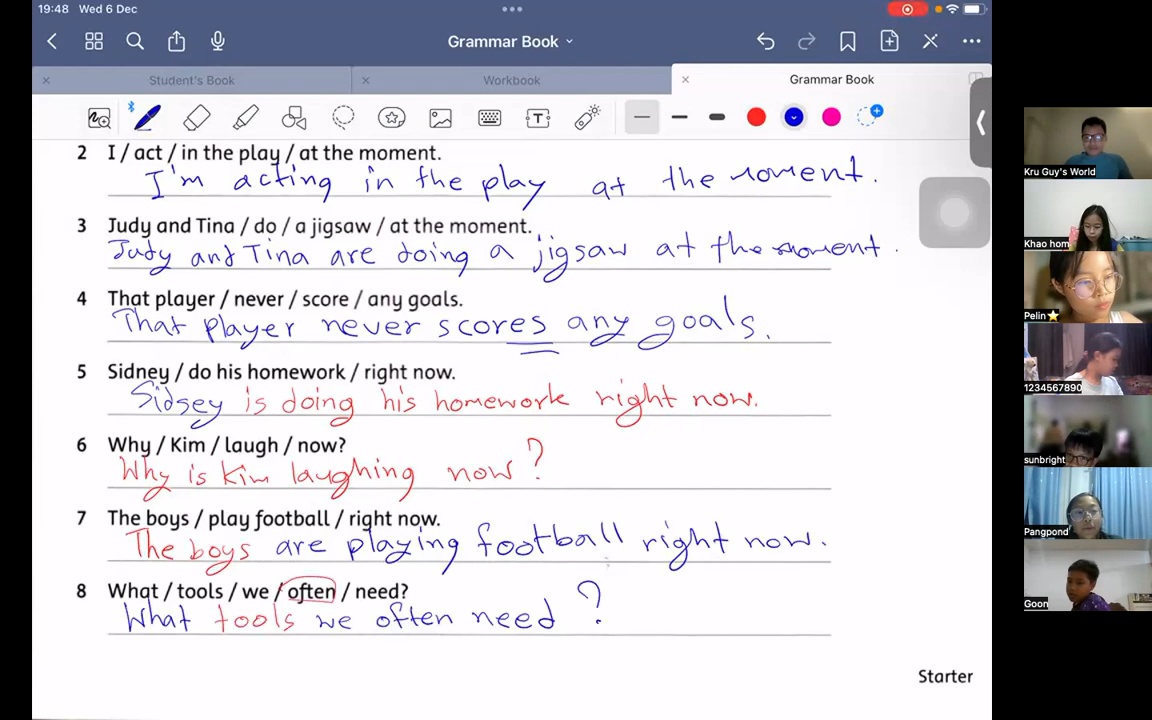 19:48 Wed 6 Dec
Grammar Book
Student's Book
Workbook
Grammar Book
2 I / act / in the play / at the moment.
I'm acting in the play at the moment.
3 Judy and Tina / do / a jigsaw / at the moment.
Judy and Tina are doing a jigsaw at the moment.
4 That player / never / score / any goals.
That player never scores any goals.
5 Sidney / do his homework / right now.
Sidsey is doing his homework right now.
6 Why / Kim / laugh / now?
Why is Kim laughing now?
7 The boys / play football / right now.
The boys are playing football right now.
8 What / tools / we / often / need?
What tools we often need?
Starter
Kru Guy's World
Khao hom
Pelin⭐
1234567890
sunbright
Pangpond
Goon